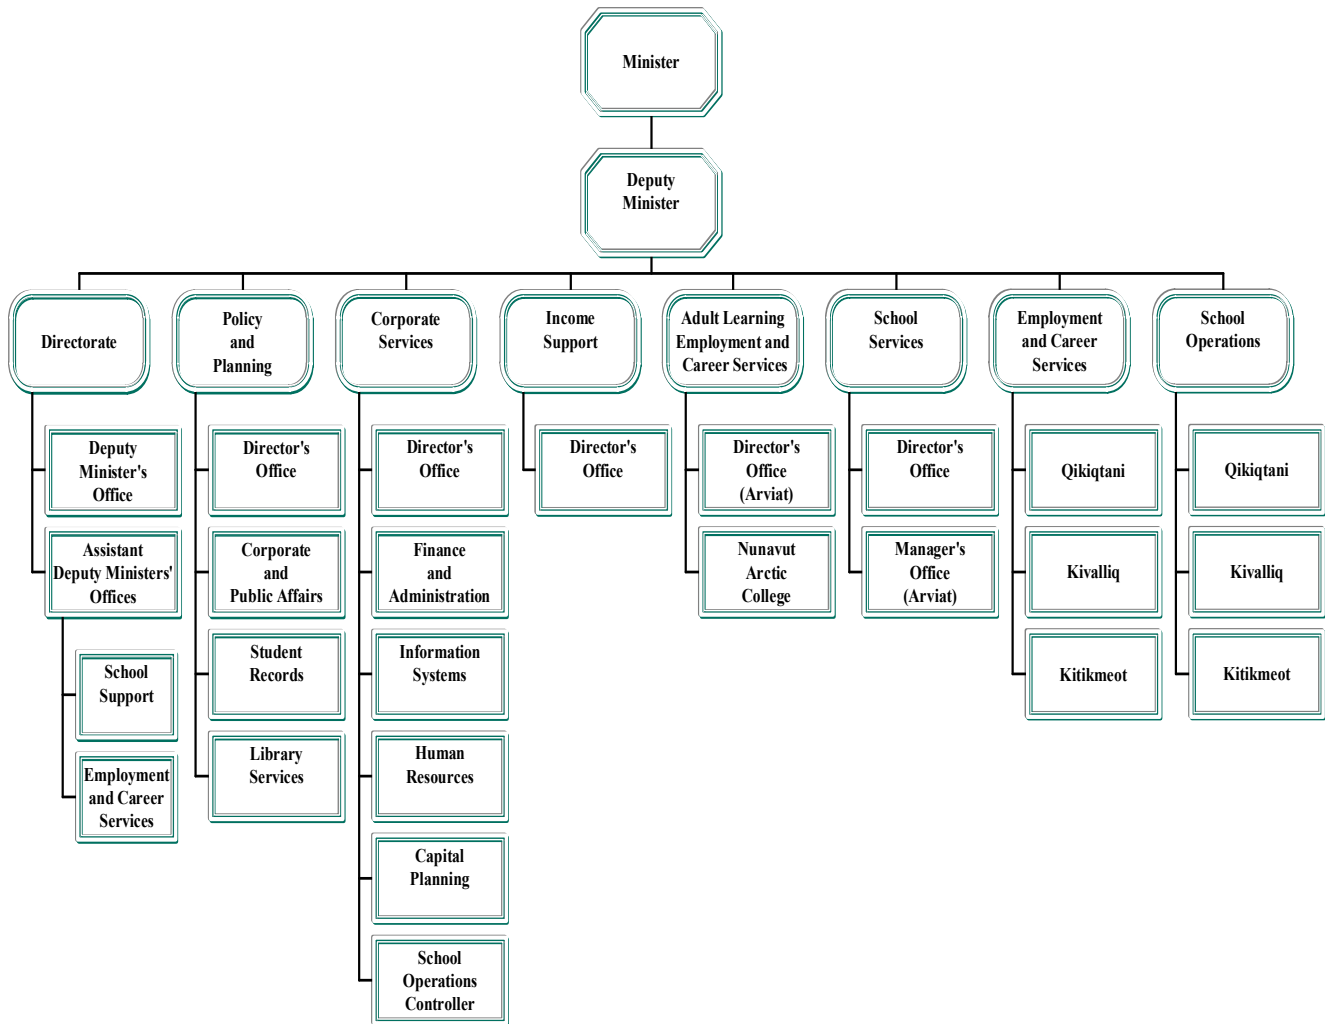 Minister
Deputy
Minister
Directorate
Policy
and
Planning
Corporate
Services
Income
Support
Adult Learning
Employment and
Career Services
School
Services
Employment
and Career
Services
School
Operations
Deputy
Minister's
Office
Assistant
Deputy Ministers'
Offices
School
Support
Employment
and Career
Services
Director's
Office
Corporate
and
Public Affairs
Student
Records
Library
Services
Director's
Office
Finance
and
Administration
Information
Systems
Human
Resources
Capital
Planning
School
Operations
Controller
Director's
Office
Director's
Office
(Arviat)
Nunavut
Arctic
College
Director's
Office
Manager's
Office
(Arviat)
Qikiqtani
Kivalliq
Kitikmeot
Qikiqtani
Kivalliq
Kitikmeot